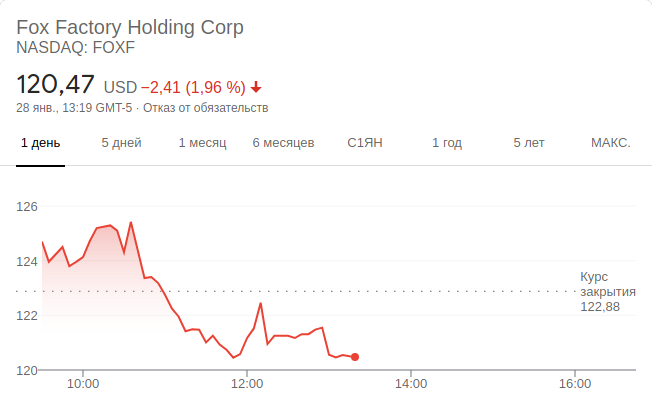 Fox Factory Holding Corp
NASDAQ: FOXF
120,47 USD −2,41 (1,96 %)
28 янв., 13:19 GMT-5 · Отказ от обязательств
1 день 5 дней 1 месяц 6 месяцев С1ЯН 1 год 5 лет МАКС.
126
124
Курс
закрытия
122,88
122
120
10:00 12:00 14:00 16:00